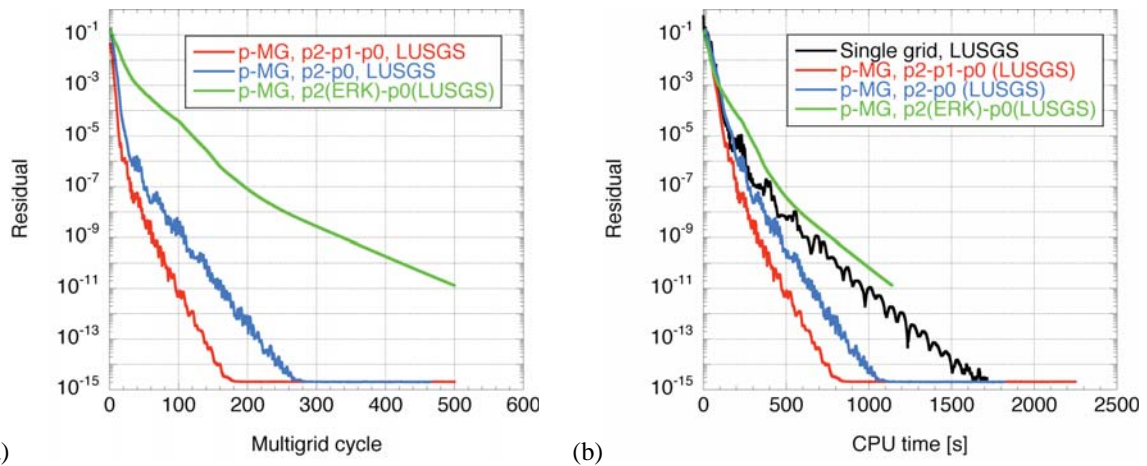 10^-1
10^-3
10^-5
10^-7
10^-9
10^-11
10^-13
10^-15
Residual
p-MG, p2-p1-p0, LUSGS
p-MG, p2-p0, LUSGS
p-MG, p2(ERK)-p0(LUSGS)
0 100 200 300 400 500 600
Multigrid cycle
)
(b)
10^-1
10^-3
10^-5
10^-7
10^-9
10^-11
10^-13
10^-15
Residual
Single grid, LUSGS
p-MG, p2-p1-p0 (LUSGS)
p-MG, p2-p0 (LUSGS)
p-MG, p2(ERK)-p0(LUSGS)
0 500 1000 1500 2000 2500
CPU time [s]